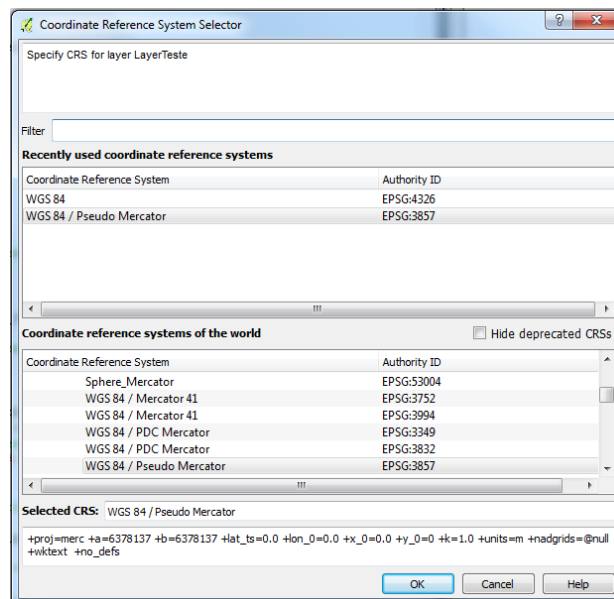 Coordinate Reference System Selector
Specify CRS for layer LayerTeste
Filter
Recently used coordinate reference systems
Coordinate Reference System Authority ID
WGS 84 EPSG:4326
WGS 84 / Pseudo Mercator EPSG:3857
Coordinate reference systems of the world Hide deprecated CRSs
Coordinate Reference System Authority ID
Sphere_Mercator EPSG:53004
WGS 84 / Mercator 41 EPSG:3752
WGS 84 / Mercator 41 EPSG:3994
WGS 84 / PDC Mercator EPSG:3349
WGS 84 / PDC Mercator EPSG:3832
WGS 84 / Pseudo Mercator EPSG:3857
Selected CRS: WGS 84 / Pseudo Mercator
+proj=merc +a=6378137 +b=6378137 +lat_ts=0.0 +lon_0=0.0 +x_0=0.0 +y_0=0 +k=1.0 +units=m +nadgrids=@null
+wktext +no_defs
OK Cancel Help